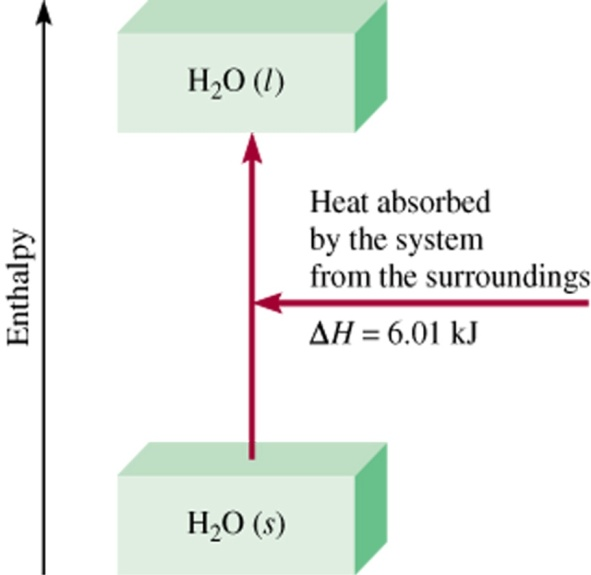 H₂O (l)
Heat absorbed
by the system
from the surroundings
ΔH = 6.01 kJ
Enthalpy
H₂O (s)